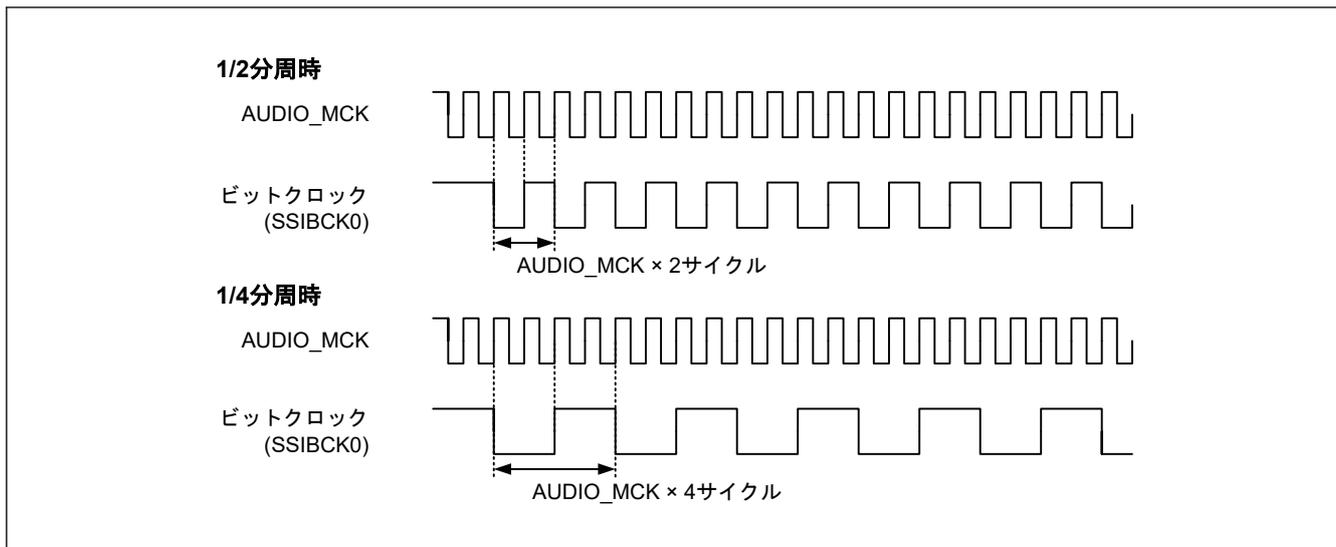 1/2分周時
AUDIO_MCK
ビットクロック
(SSIBCK0)
AUDIO_MCK × 2サイクル
1/4分周時
AUDIO_MCK
ビットクロック
(SSIBCK0)
AUDIO_MCK × 4サイクル